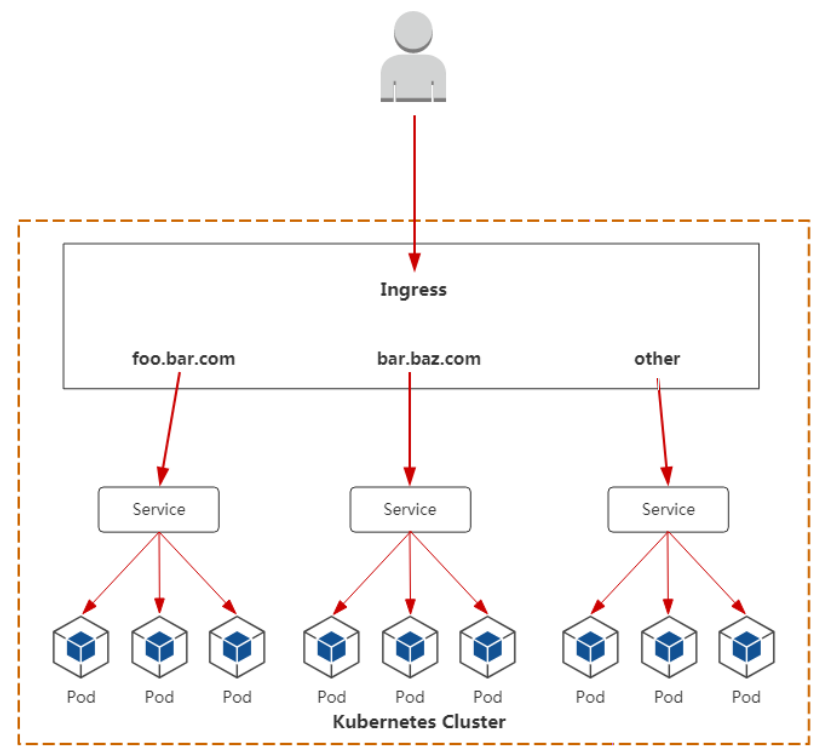 Ingress
foo.bar.com
bar.baz.com
other
Service
Service
Service
Pod
Pod
Pod
Pod
Pod
Pod
Pod
Pod
Pod
Kubernetes Cluster